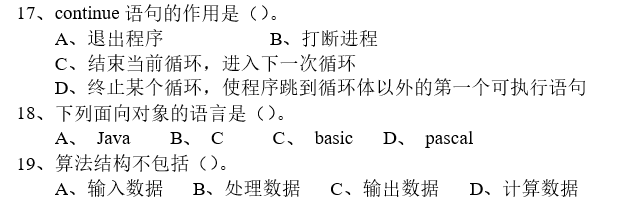 17、continue 语句的作用是（）。
A、退出程序 B、打断进程
C、结束当前循环，进入下一次循环
D、终止某个循环，使程序跳到循环体以外的第一个可执行语句
18、下列面向对象的语言是（）。
A、 Java B、 C C、 basic D、 pascal
19、算法结构不包括（）。
A、输入数据 B、处理数据 C、输出数据 D、计算数据